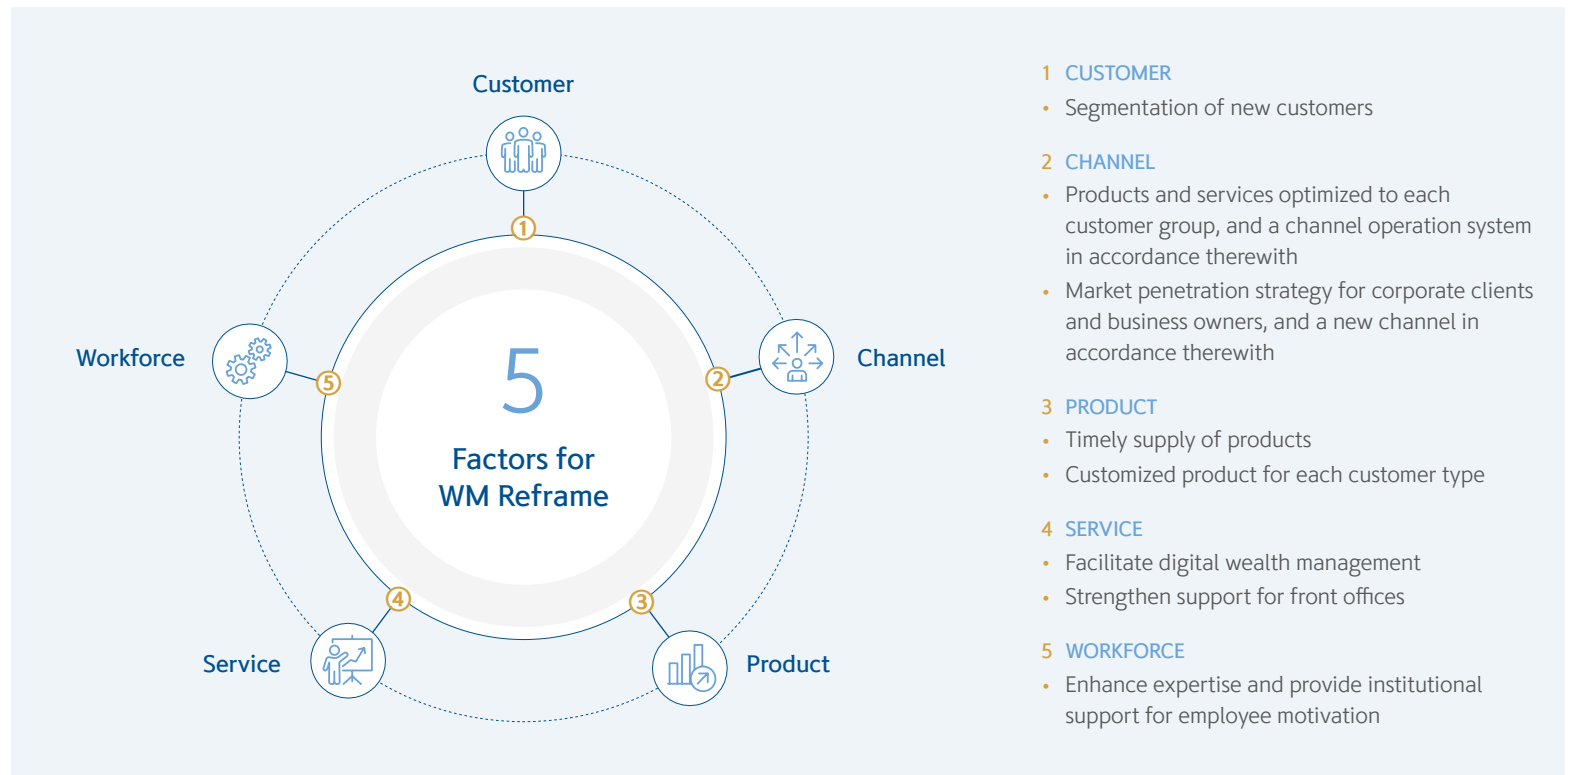 Customer
1
Workforce
5
5
2
Channel
Factors for
WM Reframe
4
3
Service
Product
1 CUSTOMER
• Segmentation of new customers
2 CHANNEL
• Products and services optimized to each
customer group, and a channel operation system
in accordance therewith
• Market penetration strategy for corporate clients
and business owners, and a new channel in
accordance therewith
3 PRODUCT
• Timely supply of products
• Customized product for each customer type
4 SERVICE
• Facilitate digital wealth management
• Strengthen support for front offices
5 WORKFORCE
• Enhance expertise and provide institutional
support for employee motivation